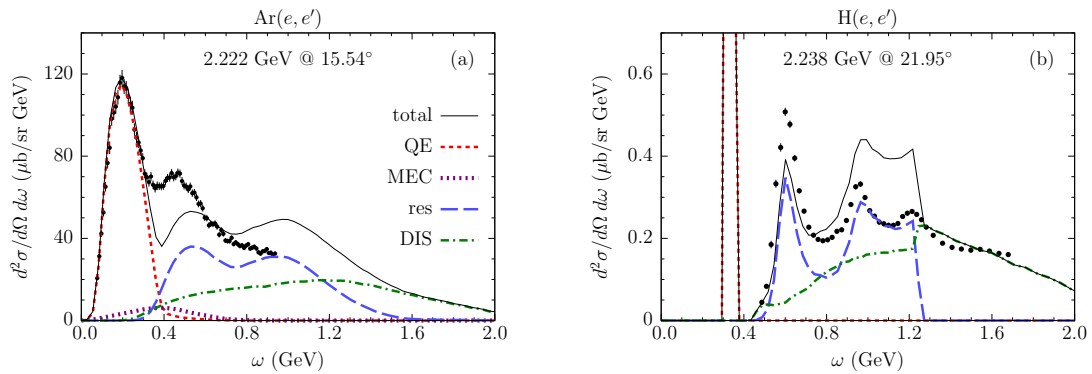 Ar(e, e′)
2.222 GeV @ 15.54° (a)
d²σ/dΩ dω (μb/sr GeV)
120
80
40
0
total
QE
MEC
res
DIS
0.0 0.4 0.8 1.2 1.6 2.0
ω (GeV)
H(e, e′)
2.238 GeV @ 21.95° (b)
d²σ/dΩ dω (μb/sr GeV)
0.6
0.4
0.2
0
0.0 0.4 0.8 1.2 1.6 2.0
ω (GeV)